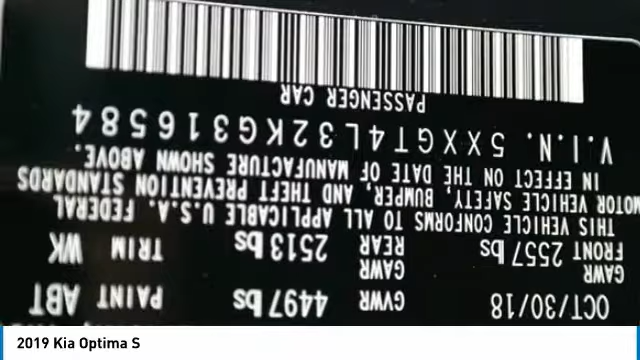 OCT/30/18 GVWR 4497 lbs PAINT ABT
GAWR GAWR
FRONT 2557 lbs REAR 2513 lbs TRIM WK
THIS VEHICLE CONFORMS TO ALL APPLICABLE U.S.A. FEDERAL
MOTOR VEHICLE SAFETY, BUMPER, AND THEFT PREVENTION STANDARDS
IN EFFECT ON THE DATE OF MANUFACTURE SHOWN ABOVE.
V.I.N. 5XXGT4L32KG316584
PASSENGER CAR
2019 Kia Optima S